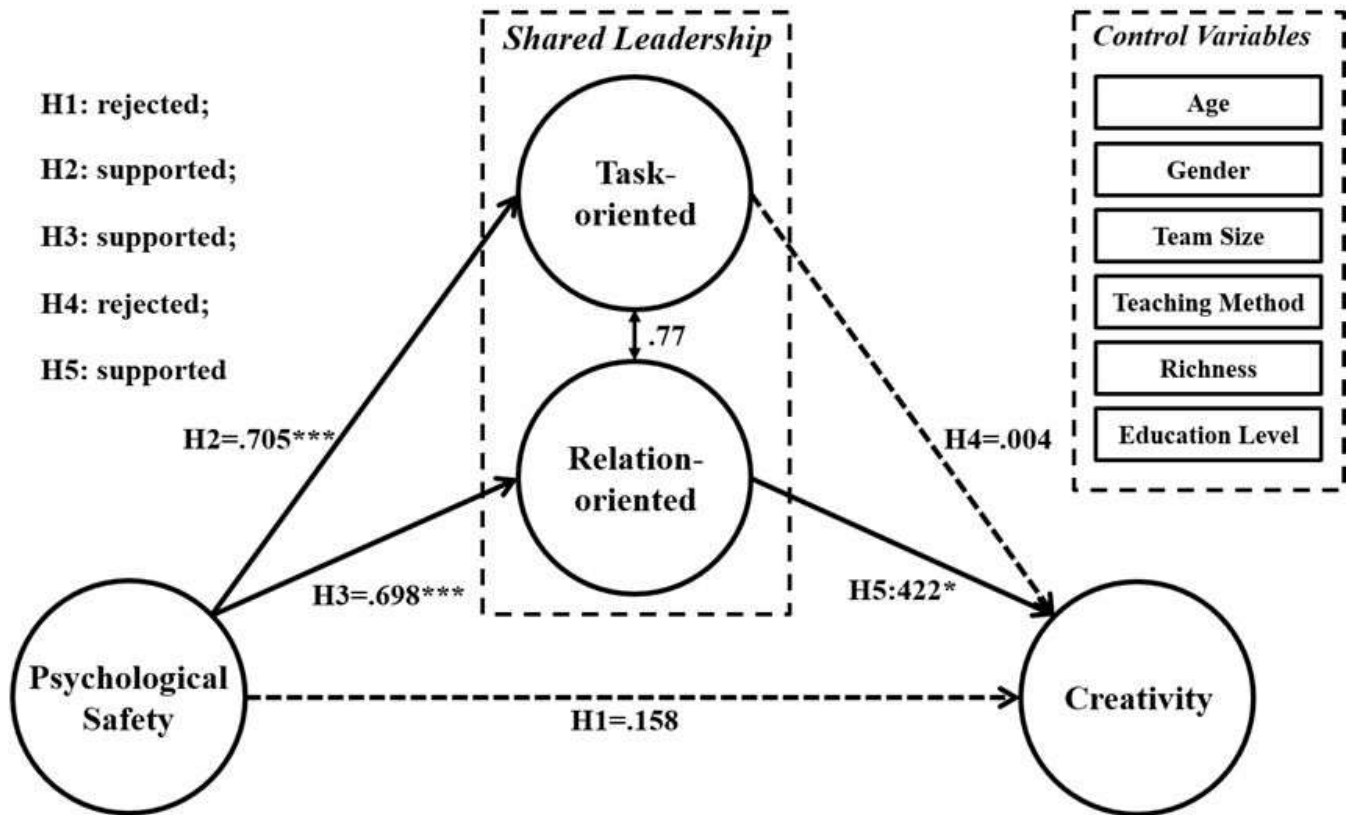 Shared Leadership
Control Variables
H1: rejected;
H2: supported;
H3: supported;
H4: rejected;
H5: supported
Task-
oriented
.77
Relation-
oriented
Age
Gender
Team Size
Teaching Method
Richness
Education Level
H2=.705***
H4=.004
H3=.698***
H5:422*
Psychological
Safety
H1=.158
Creativity